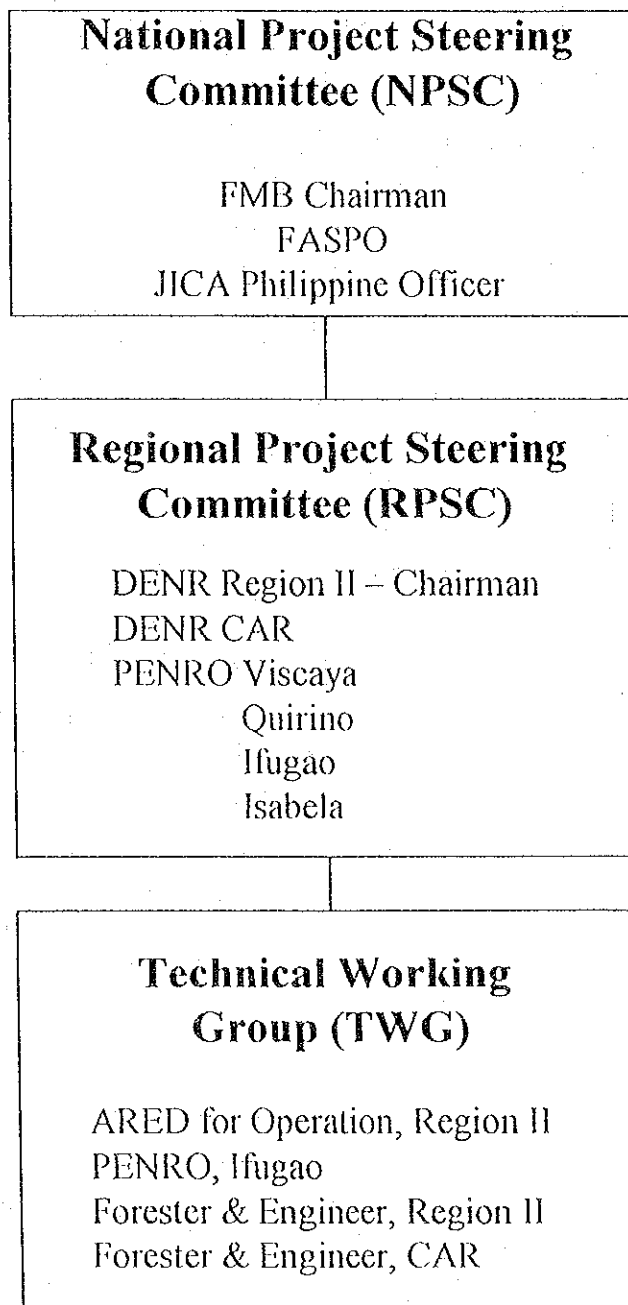 National Project Steering
Committee (NPSC)
FMB Chairman
FASPO
JICA Philippine Officer
Regional Project Steering
Committee (RPSC)
DENR Region II – Chairman
DENR CAR
PENRO Viscaya
Quirino
Ifugao
Isabela
Technical Working
Group (TWG)
ARED for Operation, Region II
PENRO, Ifugao
Forester & Engineer, Region II
Forester & Engineer, CAR